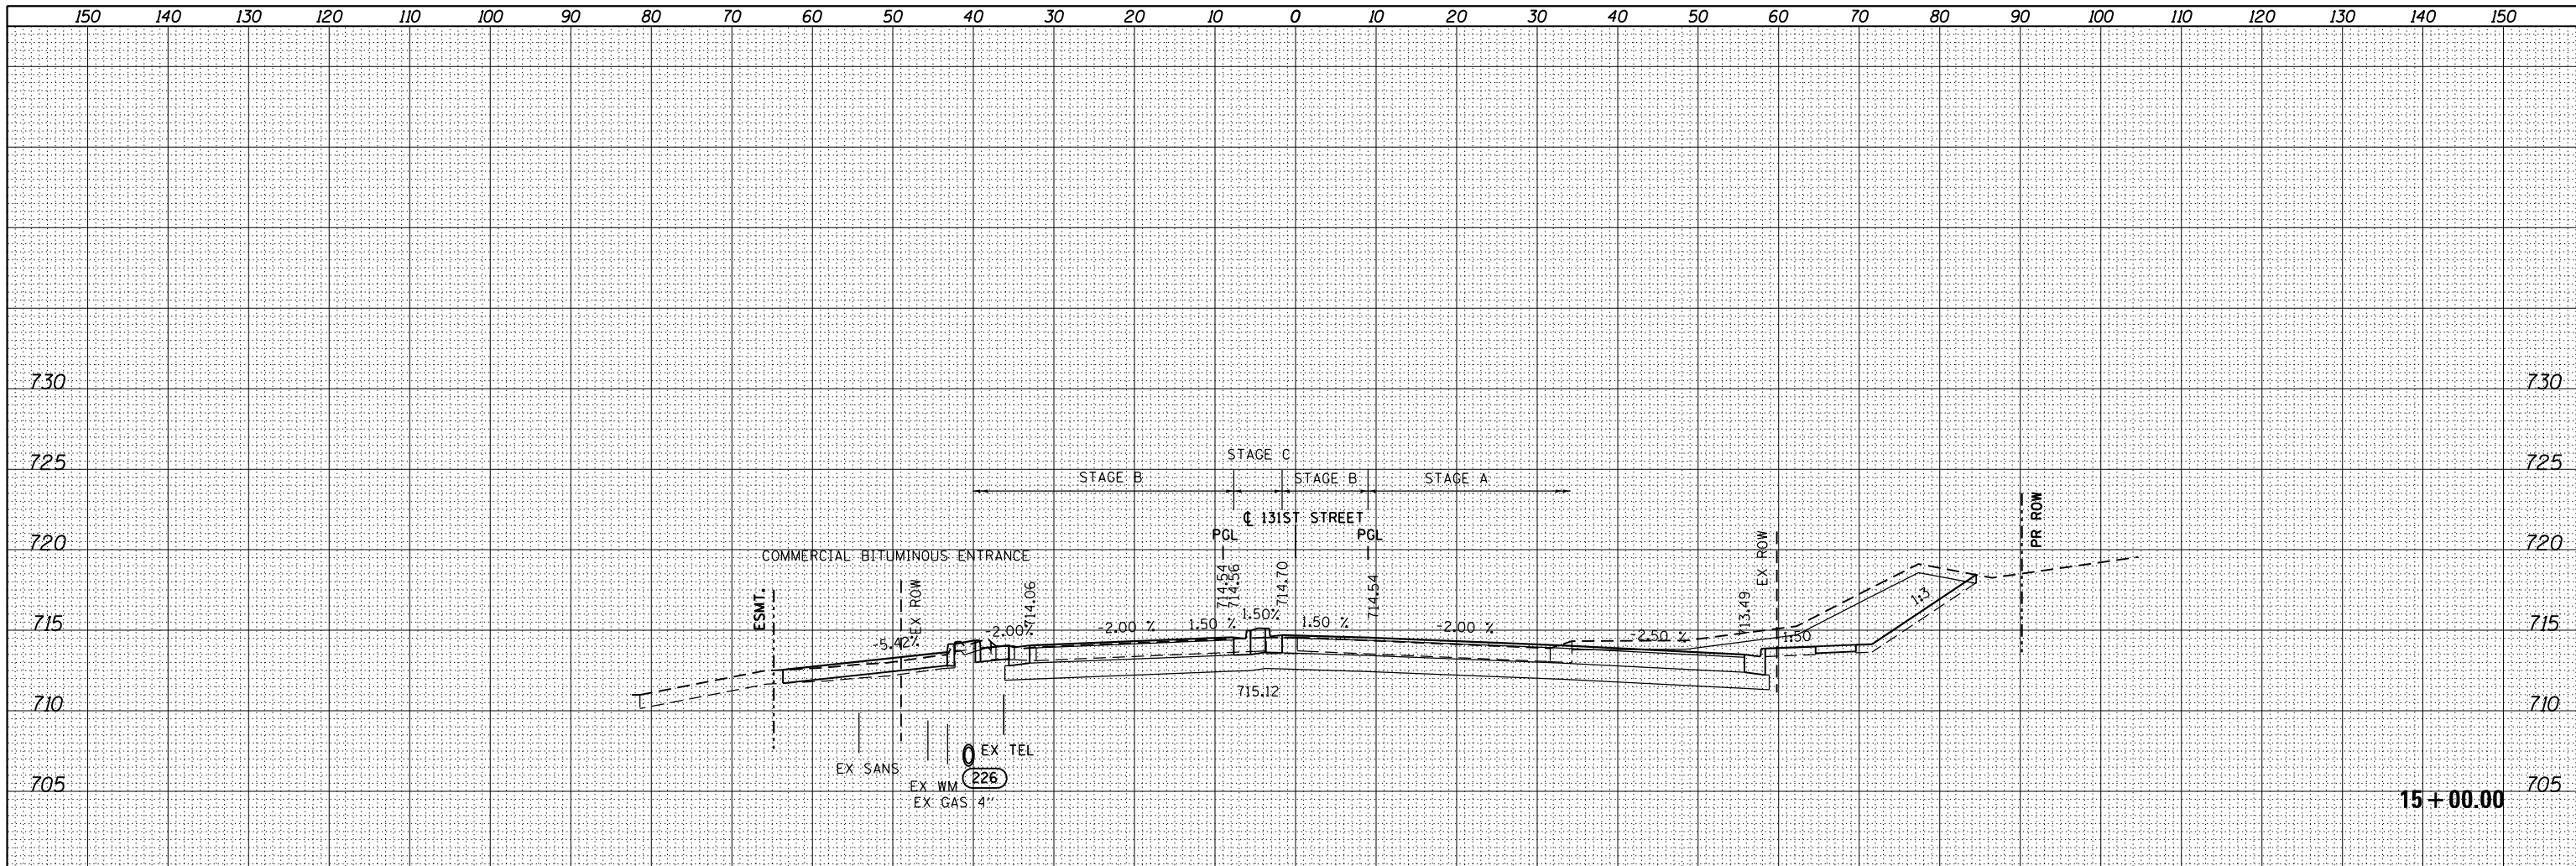 150 140 130 120 110 100 90 80 70 60 50 40 30 20 10 0 10 20 30 40 50 60 70 80 90 100 110 120 130 140 150
730 730
725 725
STAGE C
STAGE B STAGE B STAGE A
℄ 131ST STREET
PGL PGL
PR ROW
720 720
COMMERCIAL BITUMINOUS ENTRANCE
EX ROW
714.54
714.56
714.70
714.54
714.06
713.49
ESMT.
EX ROW
715 715
-5.42%
-2.00%
-2.00 %
1.50 %
1.50%
1.50 %
-2.00 %
-2.50 %
1:50
1:3
715.12
710 710
EX TEL
EX SANS
226
EX WM
EX GAS 4''
705 705
15 + 00.00